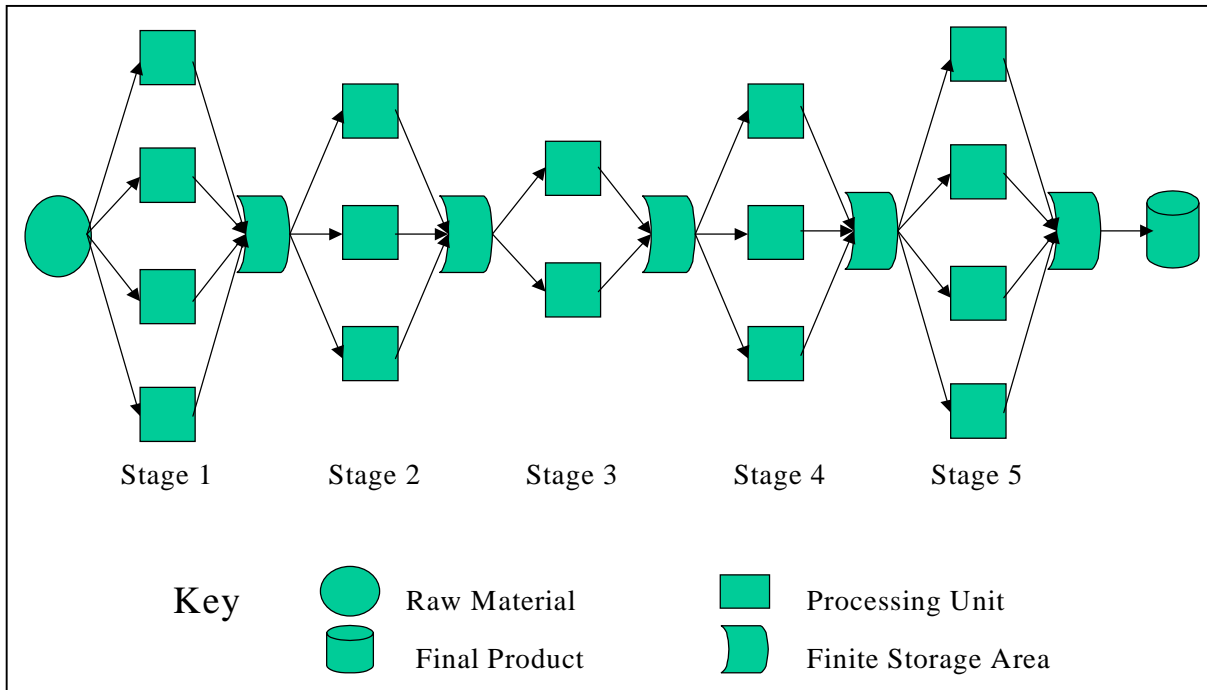 Stage 1 Stage 2 Stage 3 Stage 4 Stage 5
Key
Raw Material Processing Unit
Final Product Finite Storage Area